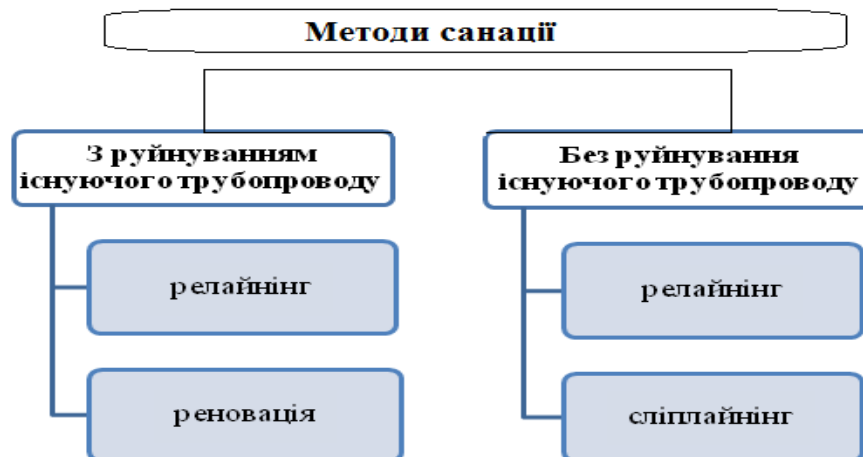 Методи санації
З руйнуванням
існуючого трубопроводу
релайнінг
реновація
Без руйнування
існуючого трубопроводу
релайнінг
сліплайнінг